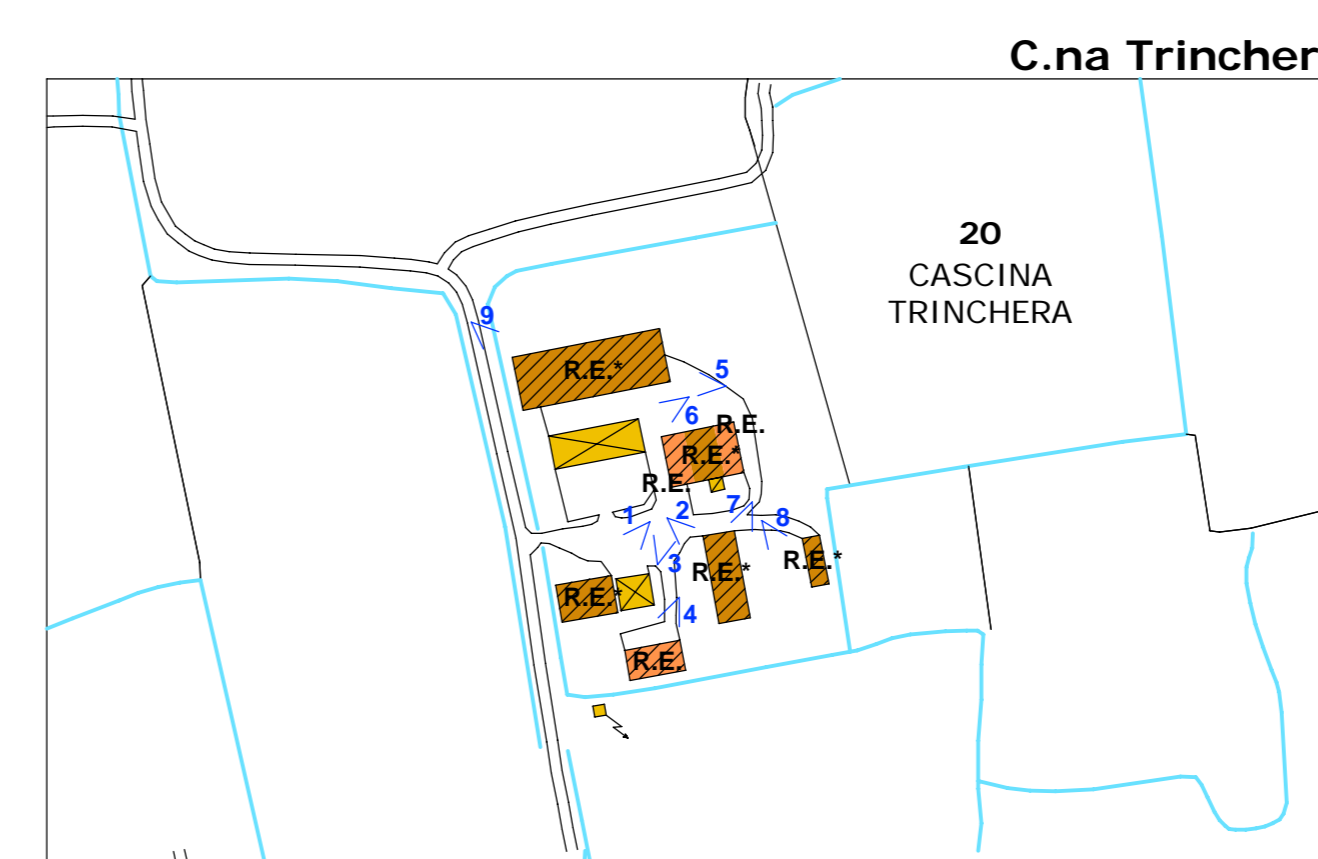 C.na Trincher
20
CASCINA
TRINCHERA
9
R.E.*
5
6
R.E.
R.E.*
R.E.
1
2
7
8
3
R.E.*
R.E.*
R.E.*
4
R.E.